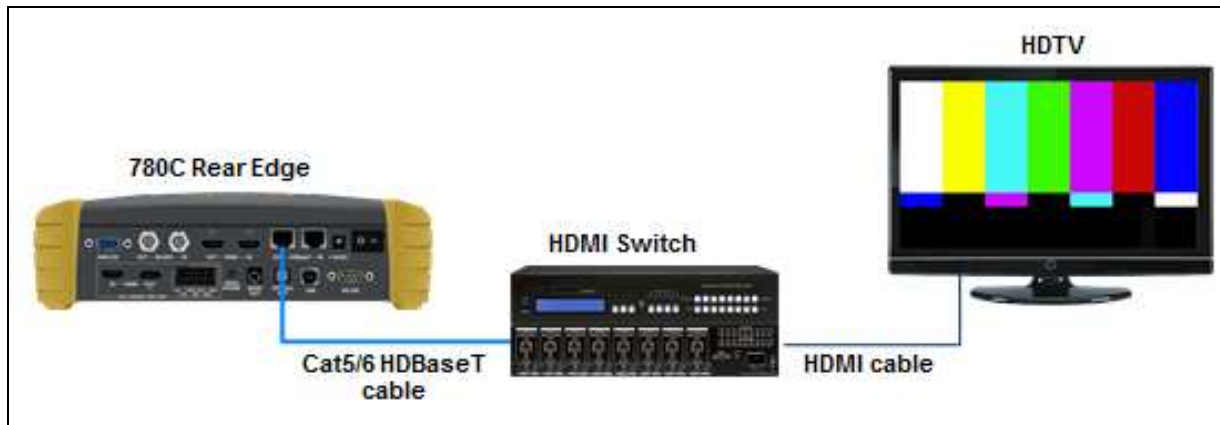 HDTV
780C Rear Edge
HDMI Switch
Cat5/6 HDBaseT
cable
HDMI cable